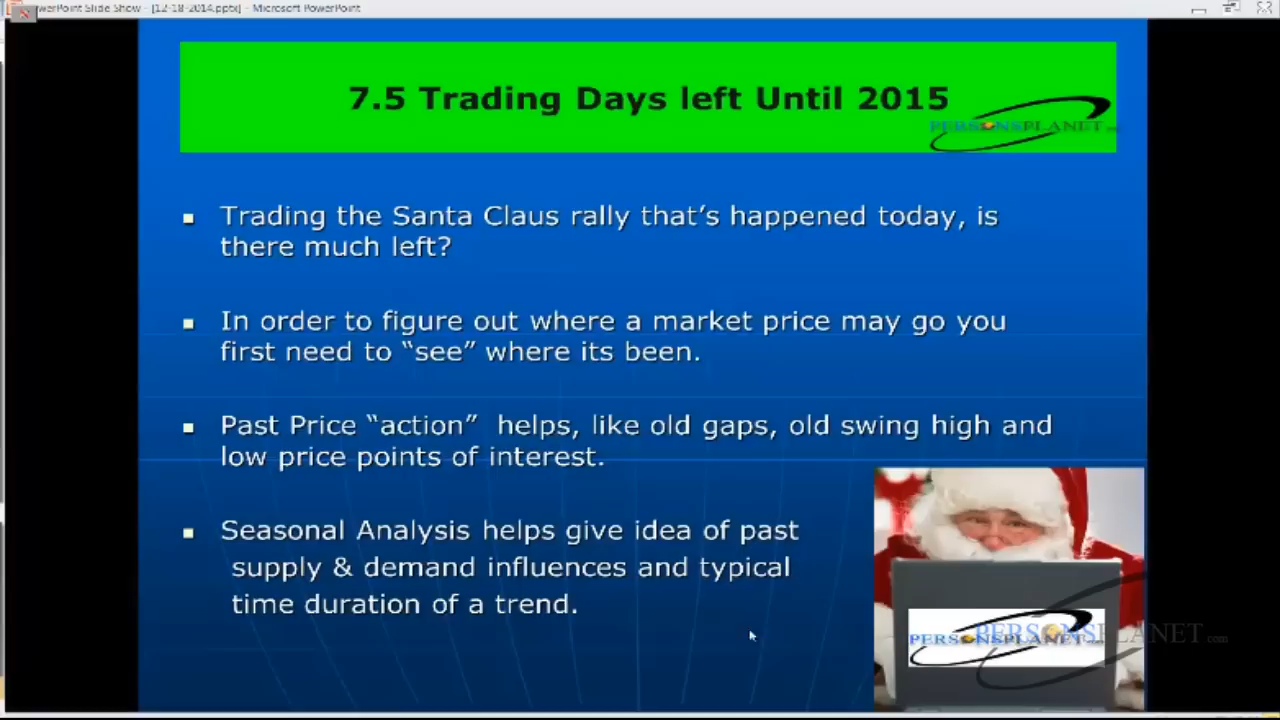 PowerPoint Slide Show - [12-18-2014.pptx] - Microsoft PowerPoint
7.5 Trading Days left Until 2015
PERSONSPLANET
Trading the Santa Claus rally that’s happened today, is
there much left?
In order to figure out where a market price may go you
first need to “see” where its been.
Past Price “action” helps, like old gaps, old swing high and
low price points of interest.
Seasonal Analysis helps give idea of past
supply & demand influences and typical
time duration of a trend.
PERSONSPLANET
PERSONSPLANET.com